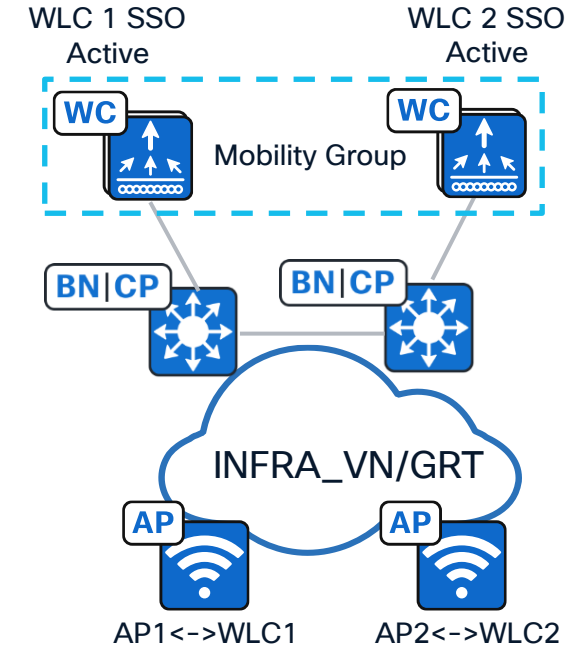 WLC 1 SSO
Active
WLC 2 SSO
Active
WC
WC
Mobility Group
BN|CP
BN|CP
INFRA_VN/GRT
AP
AP
AP1<->WLC1
AP2<->WLC2